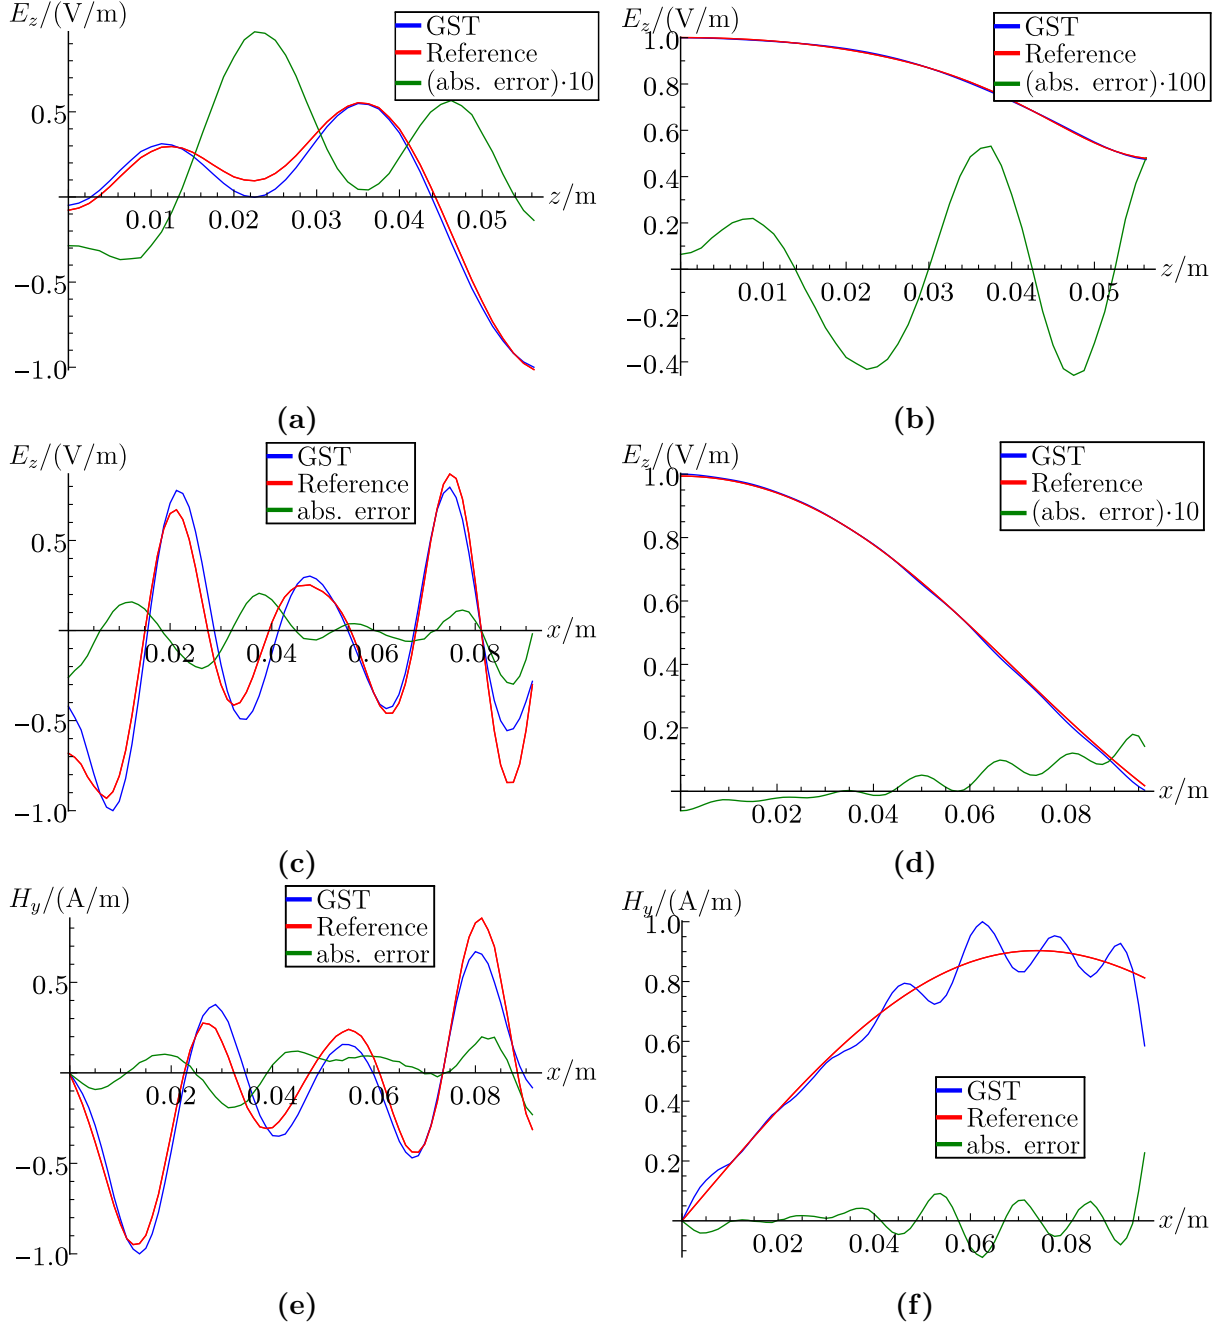 E_z/(V/m)
GST
Reference
(abs. error)·10
0.5
−0.5
−1.0
0.01
0.02
0.03
0.04
0.05
z/m
(a)
E_z/(V/m)
GST
Reference
(abs. error)·100
1.0
0.8
0.6
0.4
0.2
−0.2
−0.4
0.01
0.02
0.03
0.04
0.05
z/m
(b)
E_z/(V/m)
GST
Reference
abs. error
0.5
−0.5
−1.0
0.02
0.04
0.06
0.08
x/m
(c)
E_z/(V/m)
GST
Reference
(abs. error)·10
1.0
0.8
0.6
0.4
0.2
0.02
0.04
0.06
0.08
x/m
(d)
H_y/(A/m)
GST
Reference
abs. error
0.5
−0.5
−1.0
0.02
0.04
0.06
0.08
x/m
(e)
H_y/(A/m)
1.0
0.8
0.6
0.4
0.2
GST
Reference
abs. error
0.02
0.04
0.06
0.08
x/m
(f)